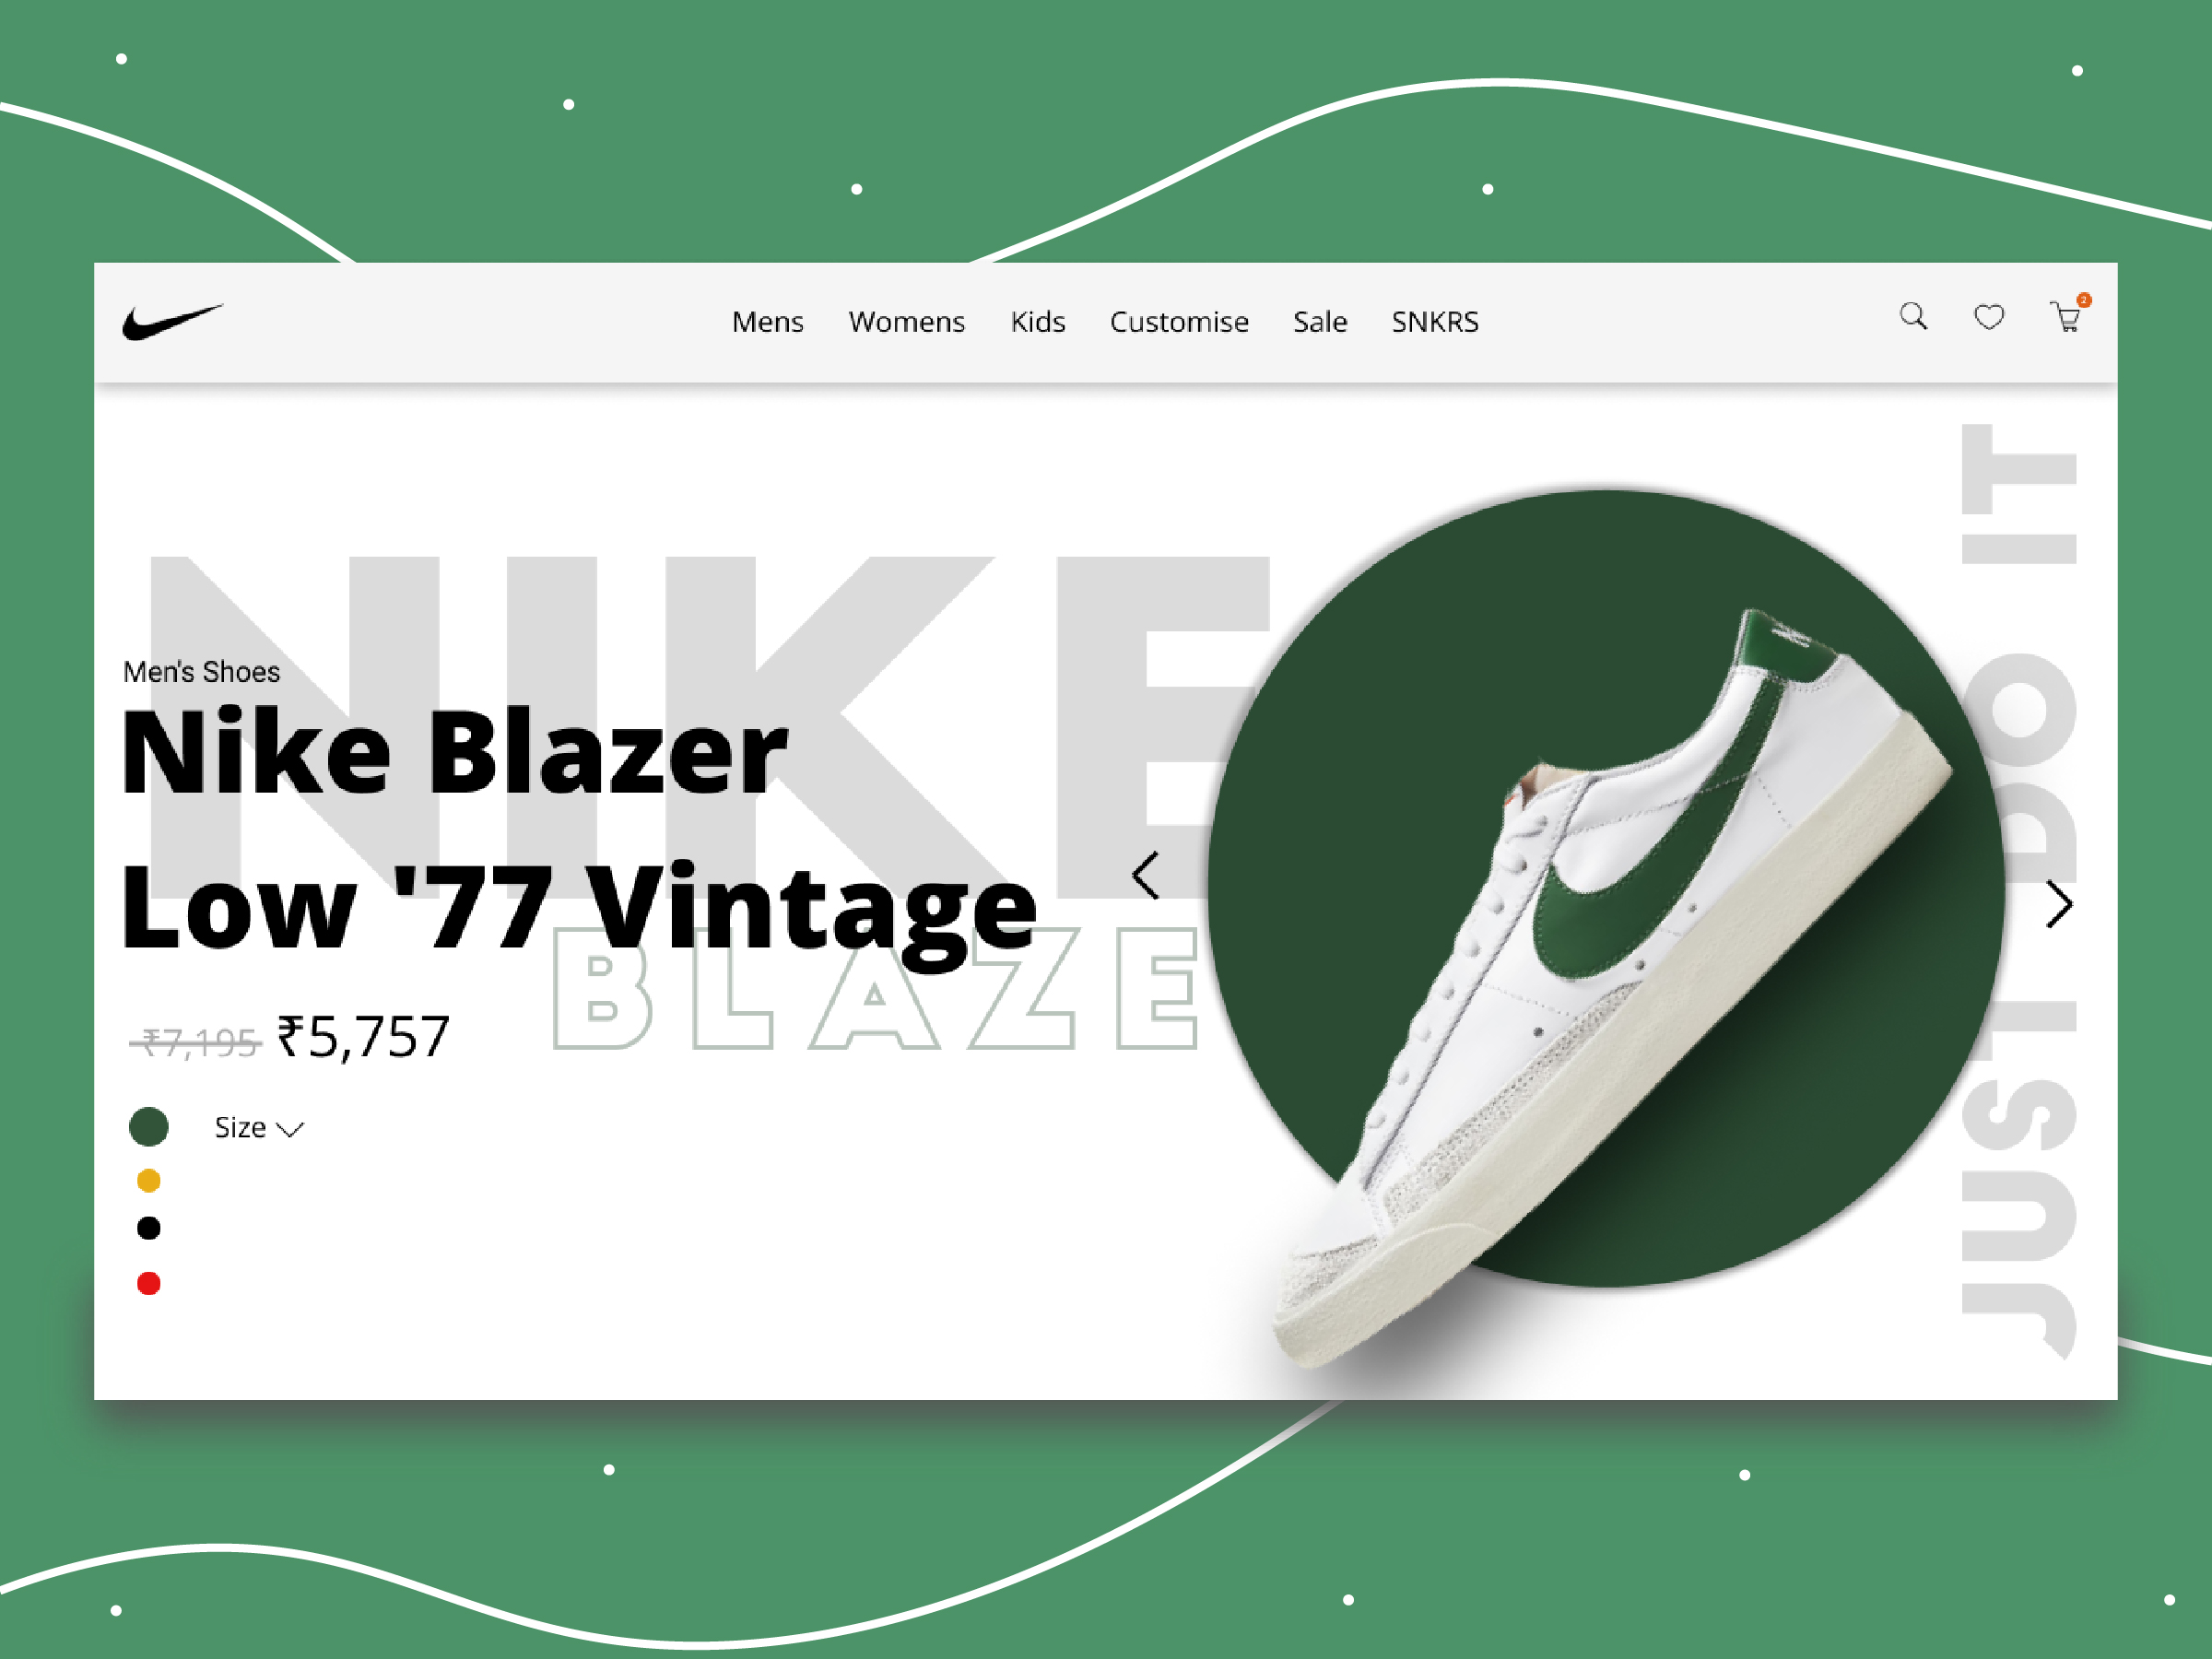 Mens Womens Kids Customise Sale SNKRS
2
NIKE
Men's Shoes
Nike Blazer
Low '77 Vintage
BLAZE
₹7,195 ₹5,757
Size
JUST DO IT